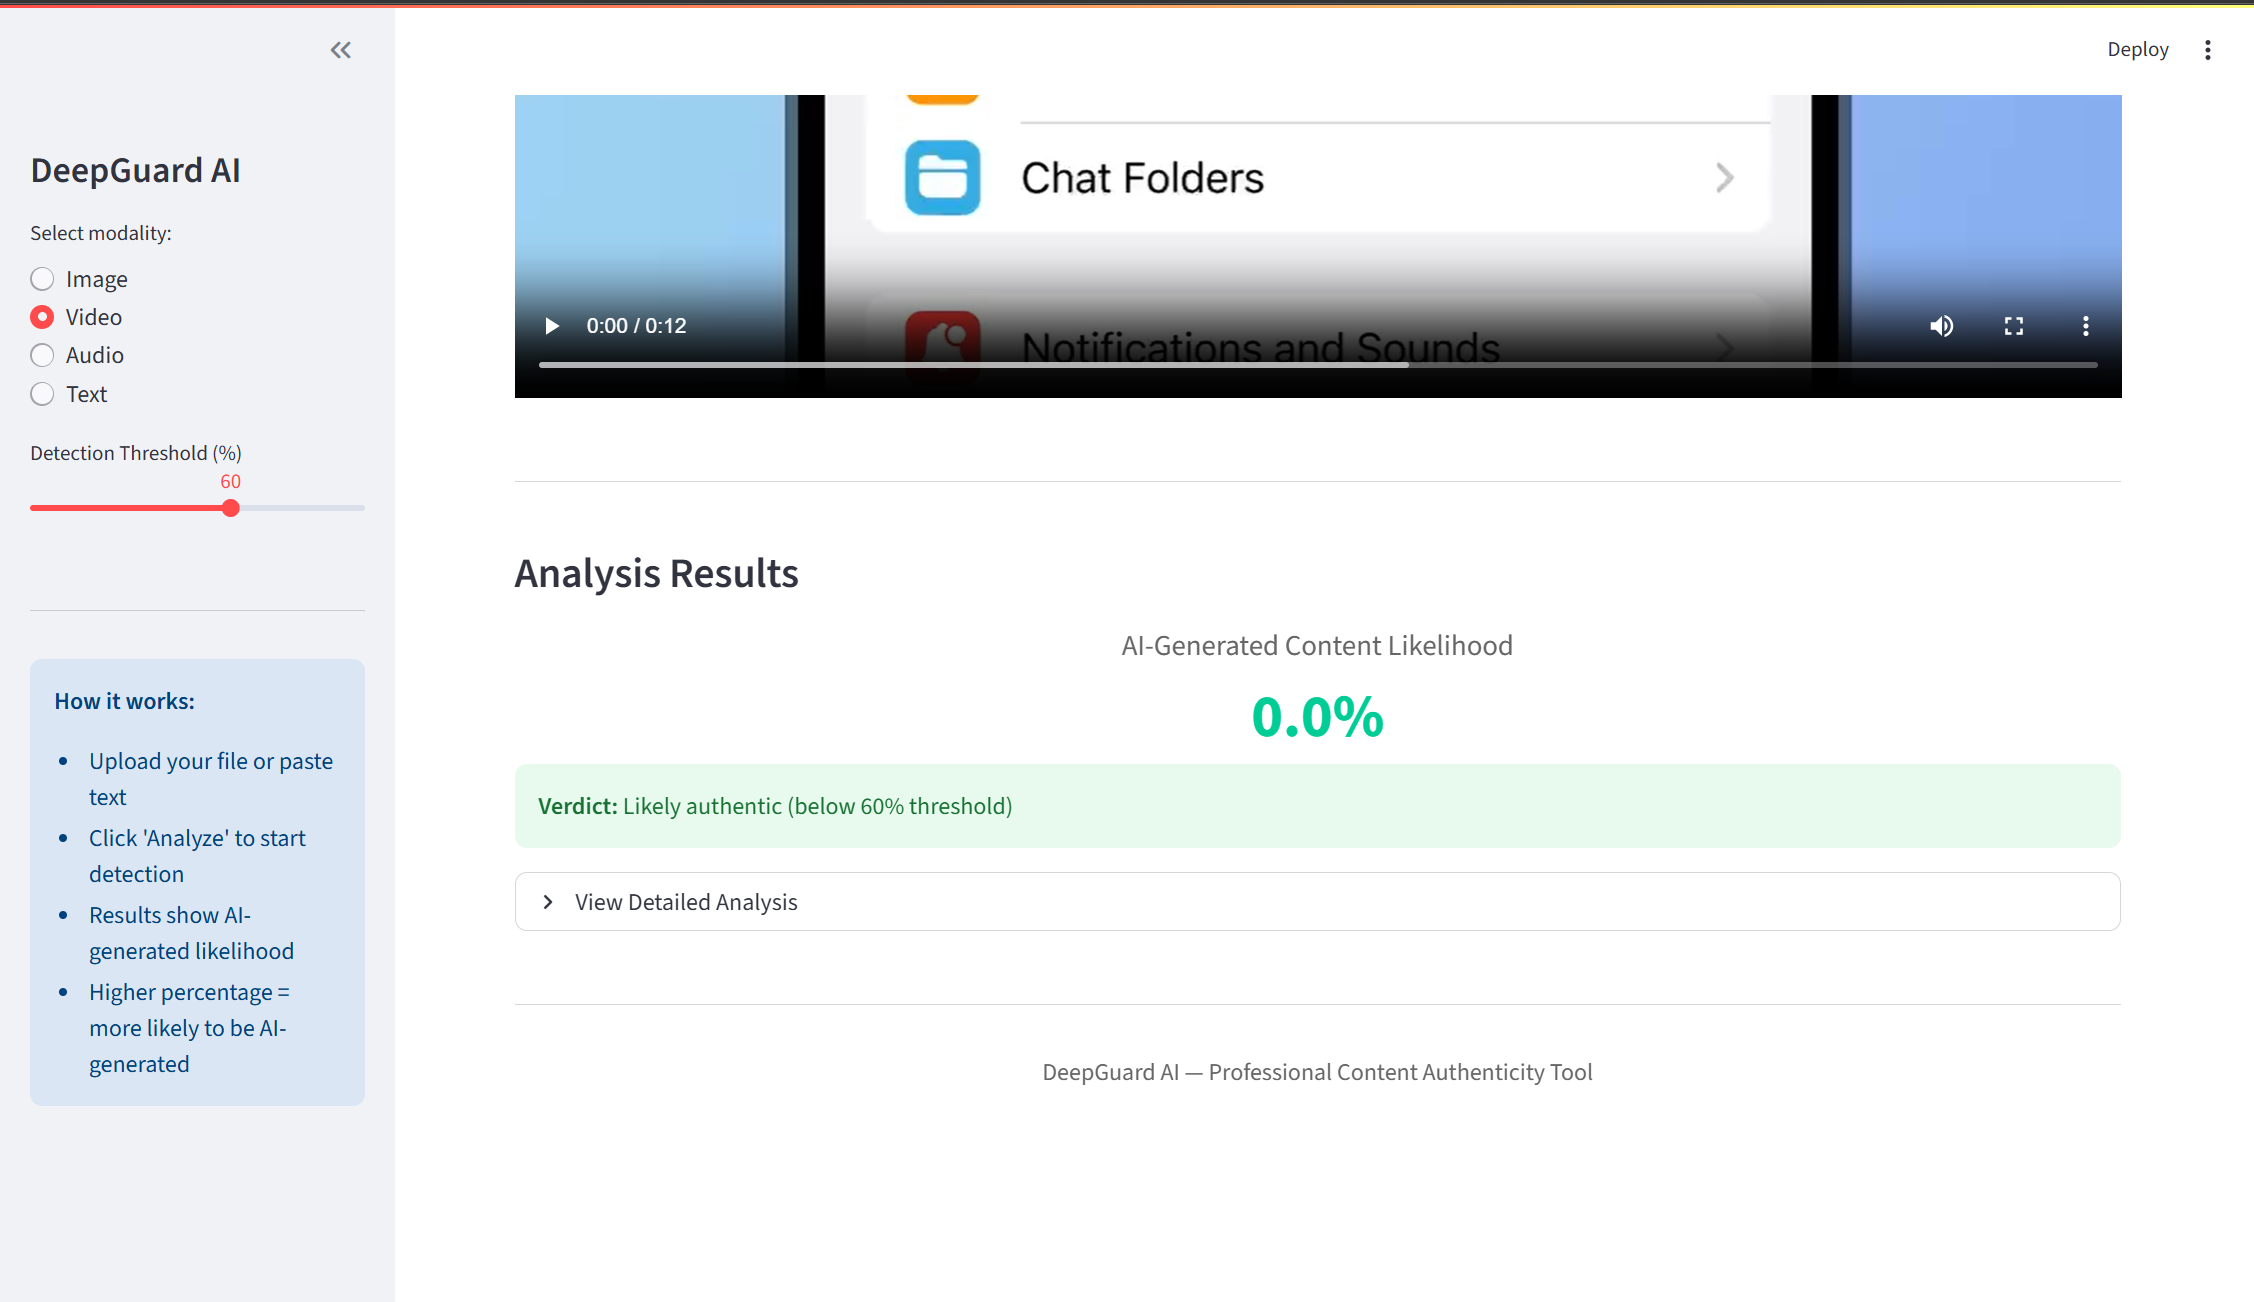 Deploy
DeepGuard AI
Select modality:
Image
Video
Audio
Text
Detection Threshold (%)
60
How it works:
• Upload your file or paste
text
• Click 'Analyze' to start
detection
• Results show AI-
generated likelihood
• Higher percentage =
more likely to be AI-
generated
Chat Folders
Notifications and Sounds
0:00 / 0:12
Analysis Results
AI-Generated Content Likelihood
0.0%
Verdict: Likely authentic (below 60% threshold)
View Detailed Analysis
DeepGuard AI — Professional Content Authenticity Tool